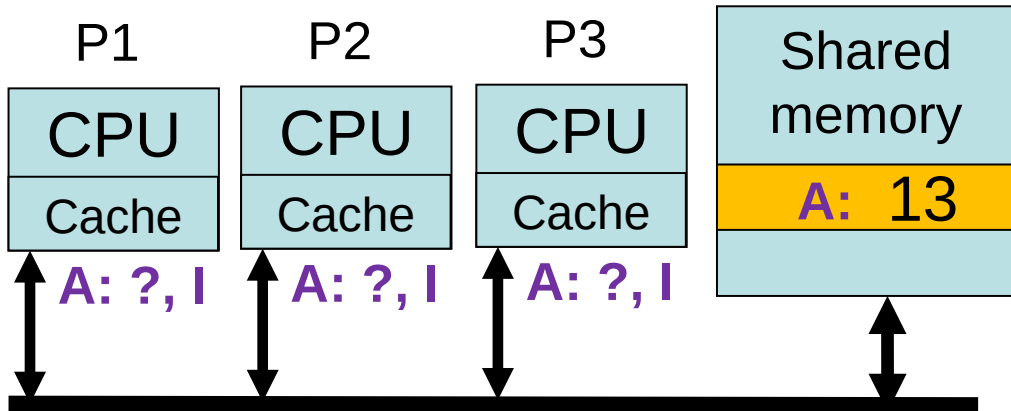 P1
P2
P3
Shared
memory
CPU
CPU
CPU
Cache
Cache
Cache
A: 13
A: ?, I
A: ?, I
A: ?, I